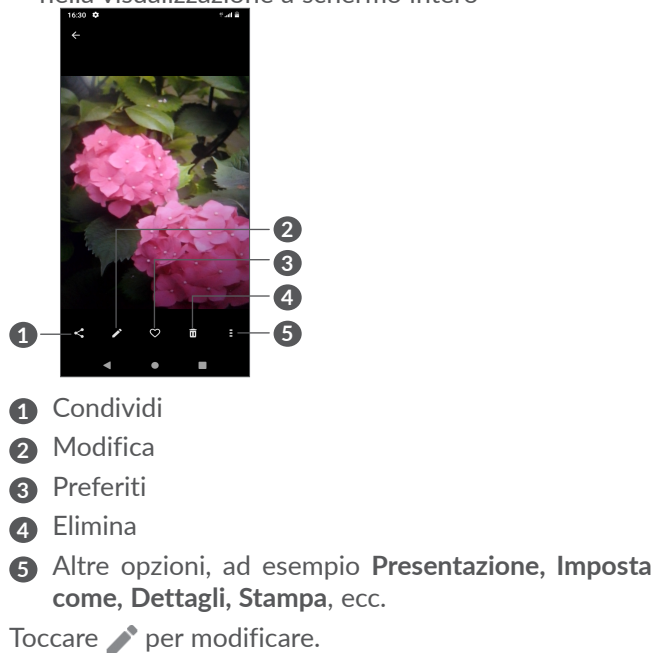 nella visualizzazione a schermo intero
16:30
2
3
4
1
5
1 Condividi
2 Modifica
3 Preferiti
4 Elimina
5 Altre opzioni, ad esempio Presentazione, Imposta
come, Dettagli, Stampa, ecc.
Toccare per modificare.